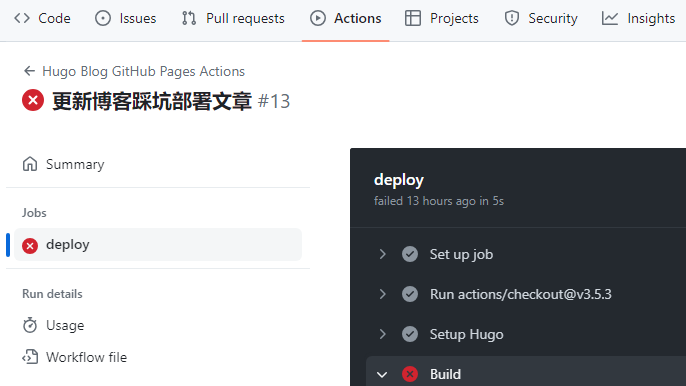 Code Issues Pull requests Actions Projects Security Insights
Hugo Blog GitHub Pages Actions
更新博客踩坑部署文章 #13
Summary
Jobs
deploy
Run details
Usage
Workflow file
deploy
failed 13 hours ago in 5s
Set up job
Run actions/checkout@v3.5.3
Setup Hugo
Build